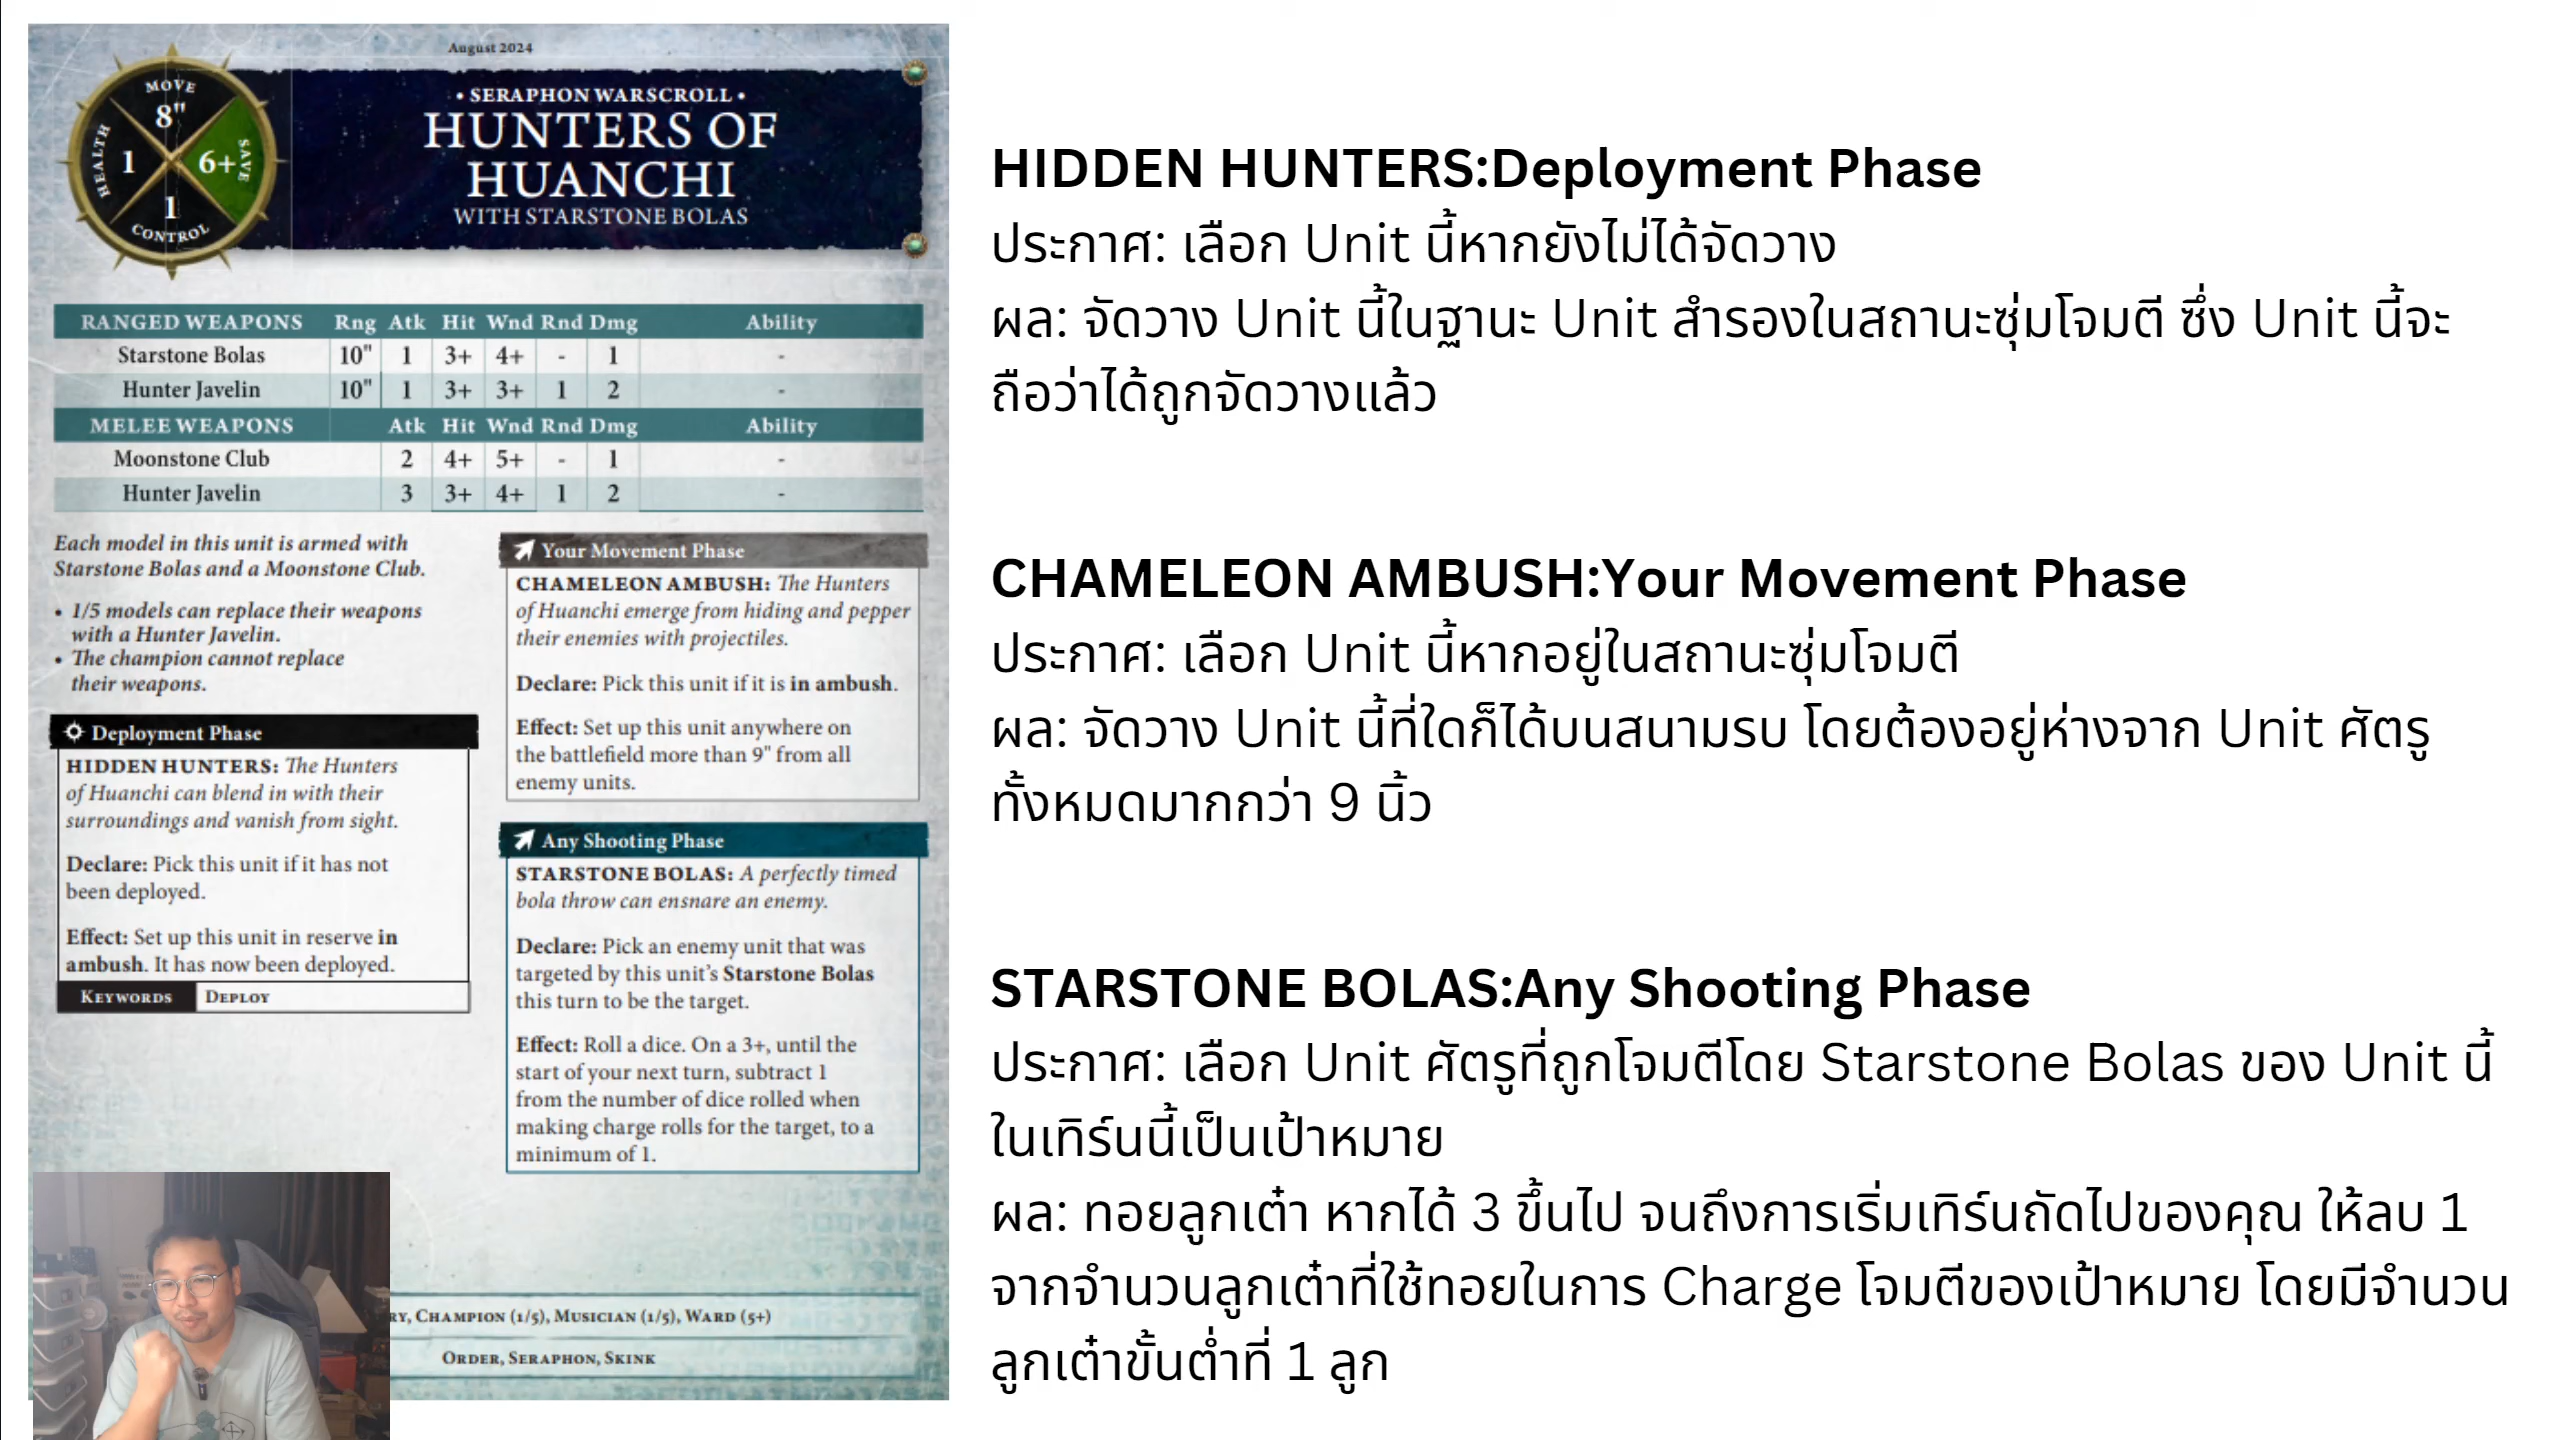 August 2024
• SERAPHON WARSCROLL •
HUNTERS OF
HUANCHI
WITH STARSTONE BOLAS
MOVE
8"
HEALTH
1
6+
SAVE
1
CONTROL
RANGED WEAPONS Rng Atk Hit Wnd Rnd Dmg Ability
Starstone Bolas 10" 1 3+ 4+ - 1 -
Hunter Javelin 10" 1 3+ 3+ 1 2 -
MELEE WEAPONS Atk Hit Wnd Rnd Dmg Ability
Moonstone Club 2 4+ 5+ - 1 -
Hunter Javelin 3 3+ 4+ 1 2 -
Each model in this unit is armed with
Starstone Bolas and a Moonstone Club.
• 1/5 models can replace their weapons
with a Hunter Javelin.
• The champion cannot replace
their weapons.
Deployment Phase
HIDDEN HUNTERS: The Hunters
of Huanchi can blend in with their
surroundings and vanish from sight.
Declare: Pick this unit if it has not
been deployed.
Effect: Set up this unit in reserve in
ambush. It has now been deployed.
KEYWORDS DEPLOY
Your Movement Phase
CHAMELEON AMBUSH: The Hunters
of Huanchi emerge from hiding and pepper
their enemies with projectiles.
Declare: Pick this unit if it is in ambush.
Effect: Set up this unit anywhere on
the battlefield more than 9" from all
enemy units.
Any Shooting Phase
STARSTONE BOLAS: A perfectly timed
bola throw can ensnare an enemy.
Declare: Pick an enemy unit that was
targeted by this unit's Starstone Bolas
this turn to be the target.
Effect: Roll a dice. On a 3+, until the
start of your next turn, subtract 1
from the number of dice rolled when
making charge rolls for the target, to a
minimum of 1.
RY, CHAMPION (1/5), MUSICIAN (1/5), WARD (5+)
ORDER, SERAPHON, SKINK
HIDDEN HUNTERS:Deployment Phase
ประกาศ: เลือก Unit นี้หากยังไม่ได้จัดวาง
ผล: จัดวาง Unit นี้ในฐานะ Unit สำรองในสถานะซุ่มโจมตี ซึ่ง Unit นี้จะ
ถือว่าได้ถูกจัดวางแล้ว
CHAMELEON AMBUSH:Your Movement Phase
ประกาศ: เลือก Unit นี้หากอยู่ในสถานะซุ่มโจมตี
ผล: จัดวาง Unit นี้ที่ใดก็ได้บนสนามรบ โดยต้องอยู่ห่างจาก Unit ศัตรู
ทั้งหมดมากกว่า 9 นิ้ว
STARSTONE BOLAS:Any Shooting Phase
ประกาศ: เลือก Unit ศัตรูที่ถูกโจมตีโดย Starstone Bolas ของ Unit นี้
ในเทิร์นนี้เป็นเป้าหมาย
ผล: ทอยลูกเต๋า หากได้ 3 ขึ้นไป จนถึงการเริ่มเทิร์นถัดไปของคุณ ให้ลบ 1
จากจำนวนลูกเต๋าที่ใช้ทอยในการ Charge โจมตีของเป้าหมาย โดยมีจำนวน
ลูกเต๋าขั้นต่ำที่ 1 ลูก